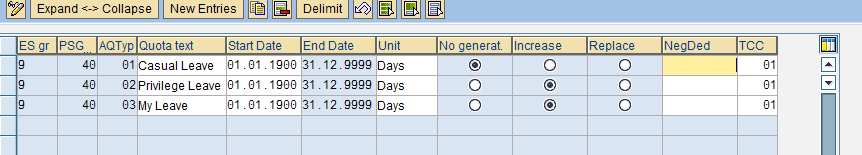 Expand <-> Collapse New Entries Delimit
ES gr PSG... AQTyp Quota text Start Date End Date Unit No generat. Increase Replace NegDed TCC
9 40 01 Casual Leave 01.01.1900 31.12.9999 Days 01
9 40 02 Privilege Leave 01.01.1900 31.12.9999 Days 01
9 40 03 My Leave 01.01.1900 31.12.9999 Days 01